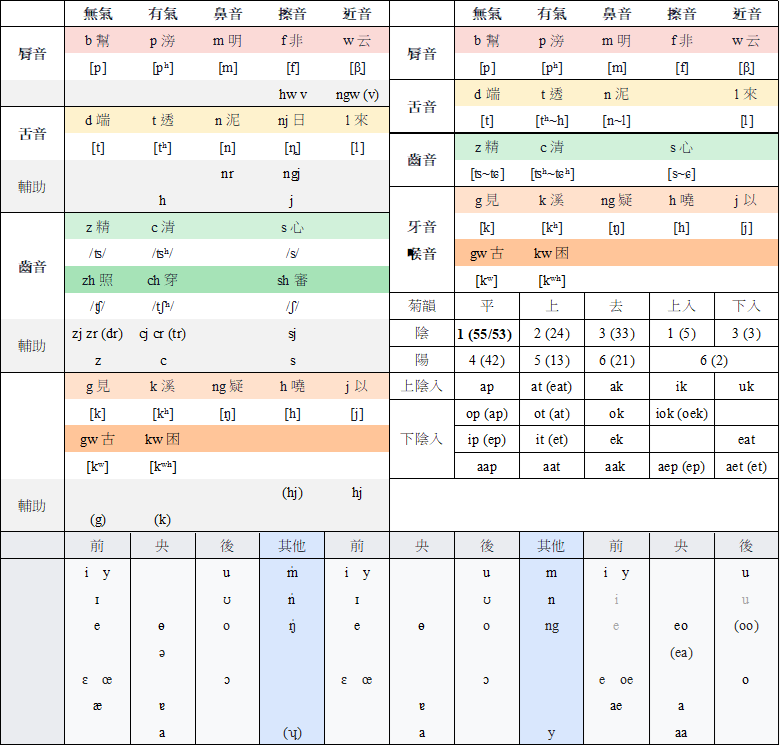 無氣 有氣 鼻音 擦音 近音 無氣 有氣 鼻音 擦音 近音
脣音 b 幫 p 滂 m 明 f 非 w 云 脣音 b 幫 p 滂 m 明 f 非 w 云
[p] [pʰ] [m] [f] [β̞] [p] [pʰ] [m] [f] [β̞]
hw v ngw (v) 舌音 d 端 t 透 n 泥 l 來
舌音 d 端 t 透 n 泥 nj 日 l 來 [t] [tʰ~h] [n~l] [l]
[t] [tʰ] [n] [ȵ] [l] 齒音 z 精 c 清 s 心
輔助 nr ngj [ʦ~ʨ] [ʦʰ~ʨʰ] [s~ɕ]
h j 牙音 喉音 g 見 k 溪 ng 疑 h 曉 j 以
齒音 z 精 c 清 s 心 [k] [kʰ] [ŋ] [h] [j]
/ʦ/ /ʦʰ/ /s/ gw 古 kw 困
zh 照 ch 穿 sh 審 [kʷ] [kʷʰ]
/ʧ/ /ʧʰ/ /ʃ/ 菊韻 平 上 去 上入 下入
輔助 zj zr (dr) cj cr (tr) sj 陰 1 (55/53) 2 (24) 3 (33) 1 (5) 3 (3)
z c s 陽 4 (42) 5 (13) 6 (21) 6 (2)
g 見 k 溪 ng 疑 h 曉 j 以 上陰入 ap at (eat) ak ik uk
[k] [kʰ] [ŋ] [h] [j] 下陰入 op (ap) ot (at) ok iok (oek)
gw 古 kw 困 ip (ep) it (et) ek eat
[kʷ] [kʷʰ] aap aat aak aep (ep) aet (et)
輔助 (hj) hj
(g) (k)
前 央 後 其他 前 央 後 其他 前 央 後
i y u ṁ i y u m i y u
ɪ ʊ ṅ ɪ ʊ n i u
e ɵ o ŋ̇ e ɵ o ng e eo (oo)
ə (ea)
ɛ œ ɔ ɛ œ ɔ e oe o
æ ɐ ɐ ae a
a (ʮ) a y aa